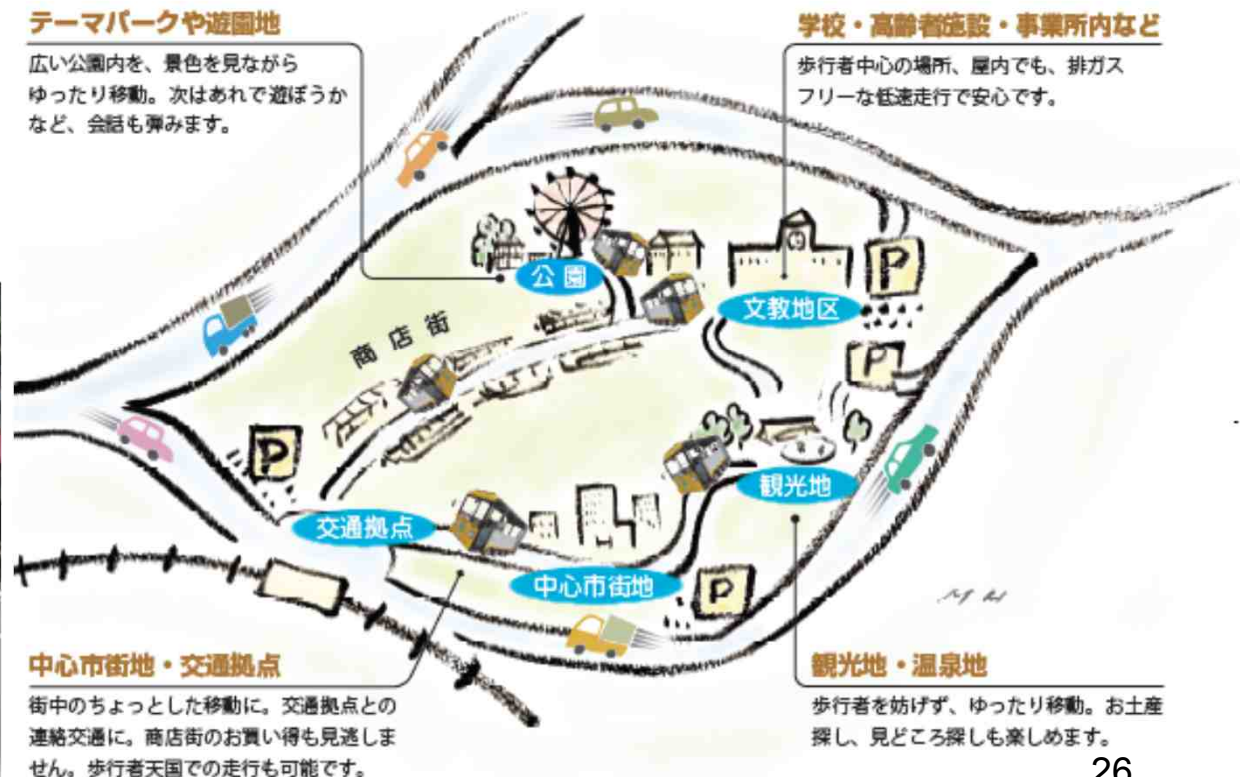 テーマパークや遊園地
広い公園内を、景色を見ながら
ゆったり移動。次はあれで遊ぼうか
など、会話も弾みます。
学校・高齢者施設・事業所内など
歩行者中心の場所、屋内でも、排ガス
フリーな低速走行で安心です。
公園
文教地区
P
商店街
P
P
観光地
交通拠点
中心市街地
P
中心市街地・交通拠点
街中のちょっとした移動に。交通拠点との
連絡交通に。商店街のお買い得も見逃しま
せん。歩行者天国での走行も可能です。
観光地・温泉地
歩行者を妨げず、ゆったり移動。お土産
探し、見どころ探しも楽しめます。
26